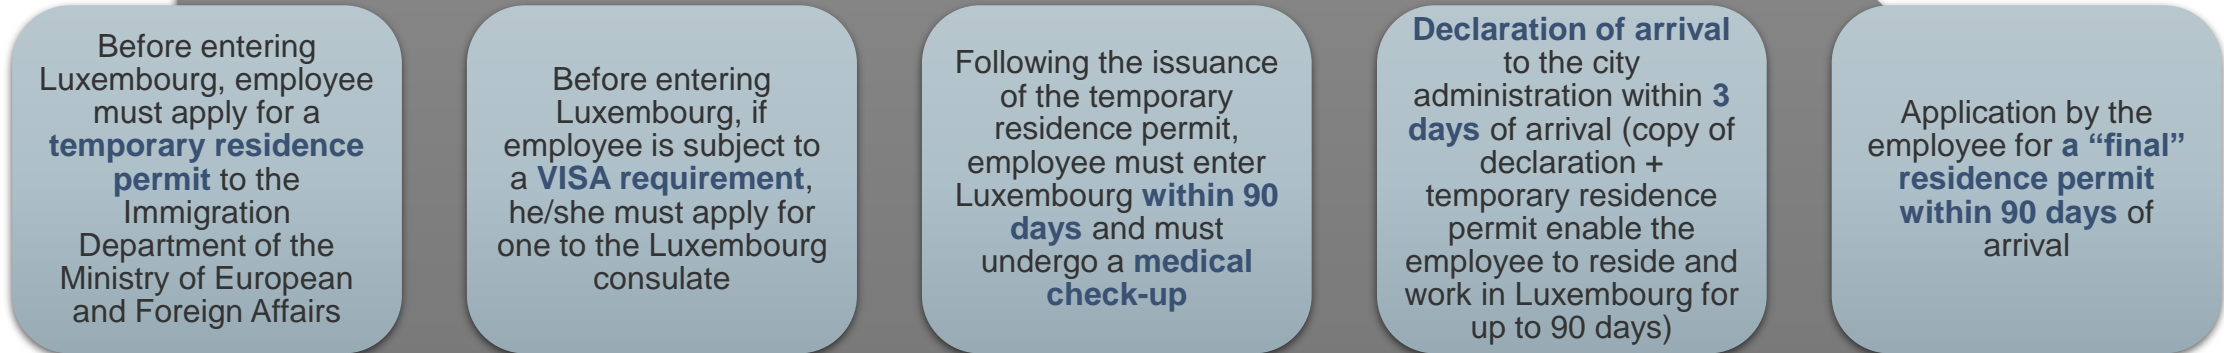 Before entering
Luxembourg, employee
must apply for a
temporary residence
permit to the
Immigration
Department of the
Ministry of European
and Foreign Affairs
Before entering
Luxembourg, if
employee is subject to
a VISA requirement,
he/she must apply for
one to the Luxembourg
consulate
Following the issuance
of the temporary
residence permit,
employee must enter
Luxembourg within 90
days and must
undergo a medical
check-up
Declaration of arrival
to the city
administration within 3
days of arrival (copy of
declaration +
temporary residence
permit enable the
employee to reside and
work in Luxembourg for
up to 90 days)
Application by the
employee for a “final”
residence permit
within 90 days of
arrival